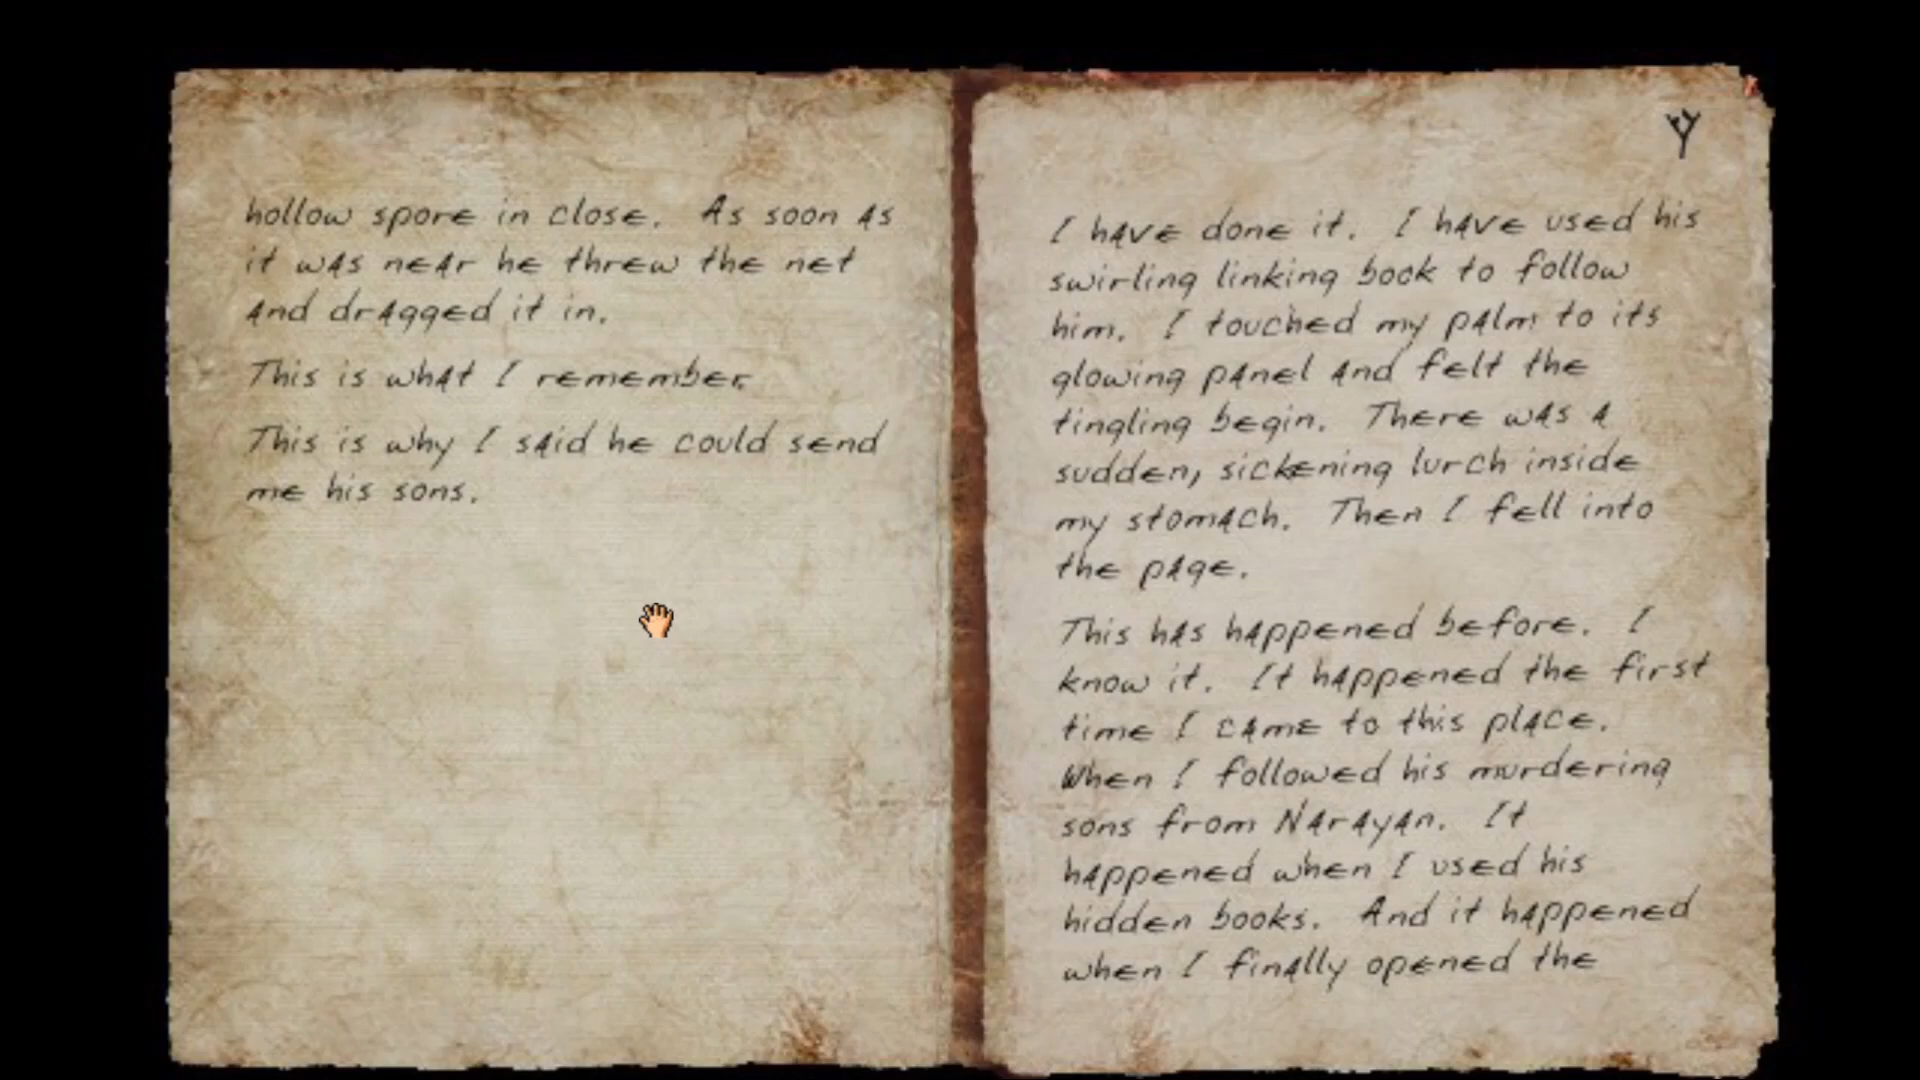 hollow spore in close. As soon as
it was near he threw the net
and dragged it in.
This is what I remember.
This is why I said he could send
me his sons.
I have done it. I have used his
swirling linking book to follow
him. I touched my palm to its
glowing panel and felt the
tingling begin. There was a
sudden, sickening lurch inside
my stomach. Then I fell into
the page.
This has happened before. I
know it. It happened the first
time I came to this place.
When I followed his murdering
sons from Narayan. It
happened when I used his
hidden books. And it happened
when I finally opened the